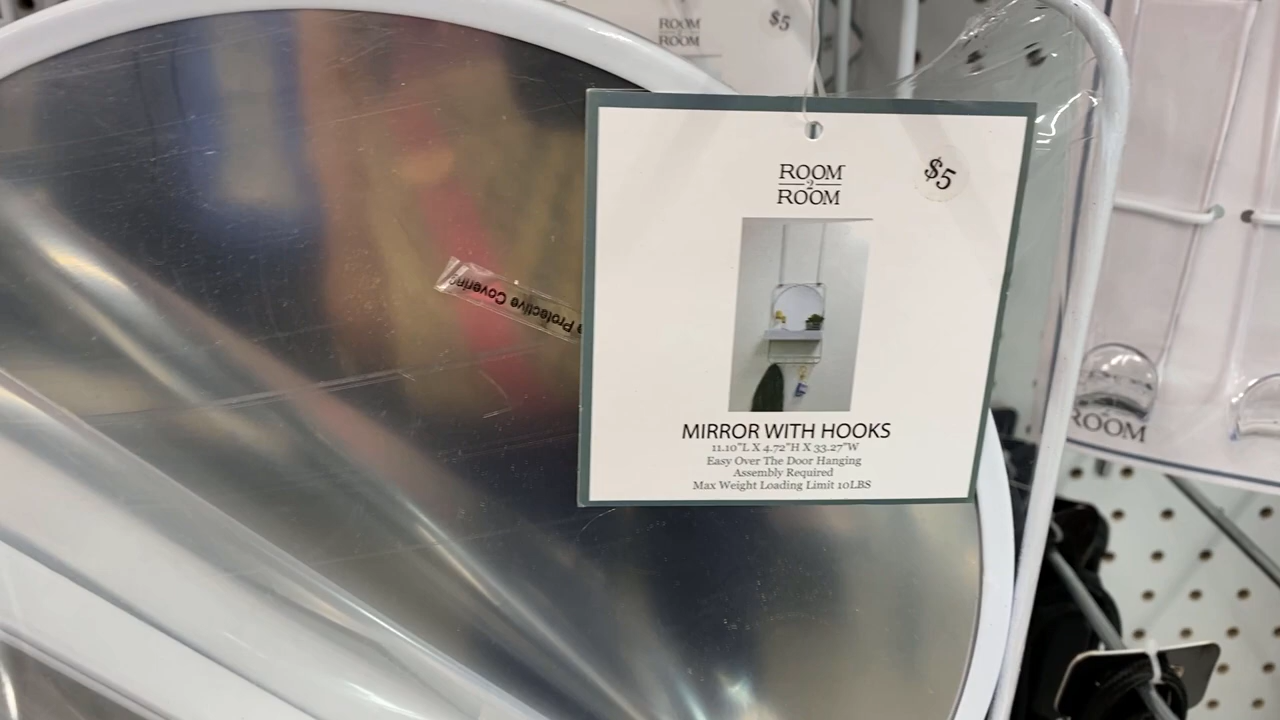 ROOM
ROOM
$5
ROOM
2
ROOM
$5
Protective Covering
MIRROR WITH HOOKS
11.10"L X 4.72"H X 33.27"W
Easy Over The Door Hanging
Assembly Required
Max Weight Loading Limit 10LBS
ROOM